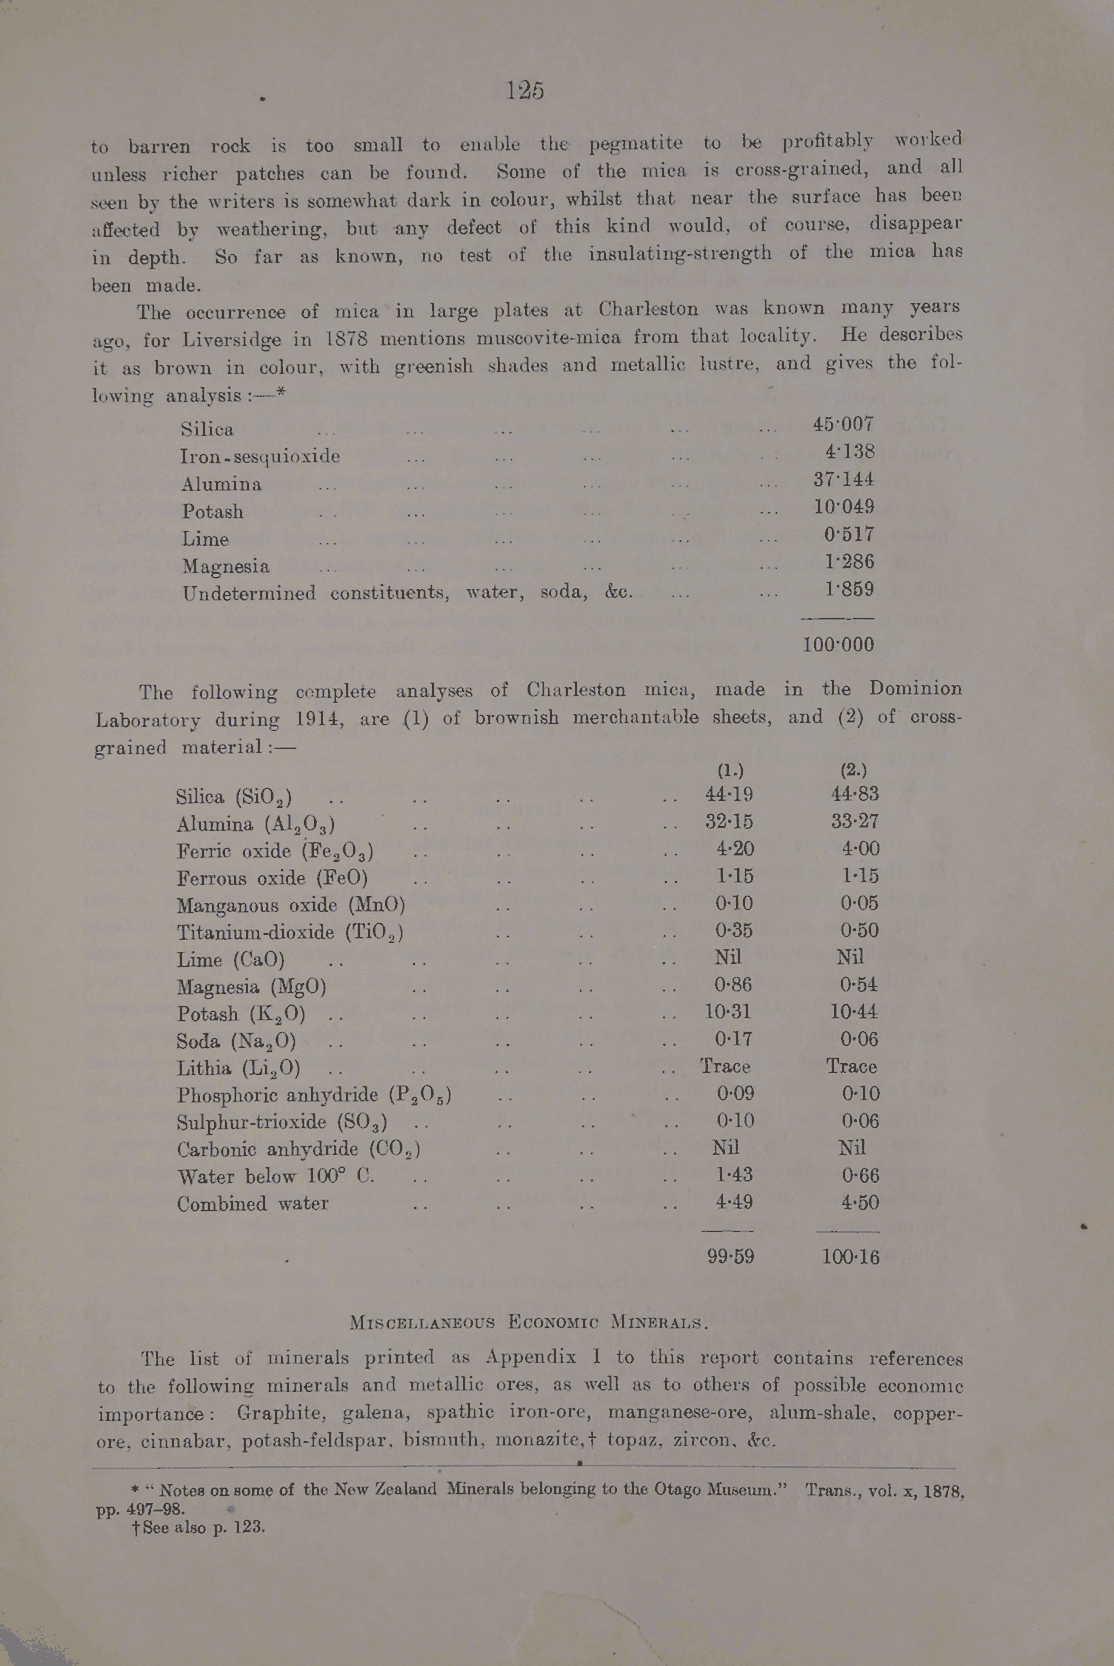 125
to barren rock is too small to enable the pegmatite to be profitably worked
unless richer patches can be found. Some of the mica is cross-grained, and all
seen by the writers is somewhat dark in colour, whilst that near the surface has been
affected by weathering, but any defect of this kind would, of course, disappear
in depth. So far as known, no test of the insulating-strength of the mica has
been made.
The occurrence of mica in large plates at Charleston was known many years
ago, for Liversidge in 1878 mentions muscovite-mica from that locality. He describes
it as brown in colour, with greenish shades and metallic lustre, and gives the fol-
lowing analysis :—*
Silica ... ... ... ... ... ... 45·007
Iron-sesquioxide ... ... ... ... ... 4·138
Alumina ... ... ... ... ... ... 37·144
Potash ... ... ... ... ... ... 10·049
Lime ... ... ... ... ... ... 0·517
Magnesia ... ... ... ... ... ... 1·286
Undetermined constituents, water, soda, &c. ... ... 1·859
100·000
The following complete analyses of Charleston mica, made in the Dominion
Laboratory during 1914, are (1) of brownish merchantable sheets, and (2) of cross-
grained material :—
(1.) (2.)
Silica (SiO₂) .. .. .. .. .. 44·19 44·83
Alumina (Al₂O₃) .. .. .. .. 32·15 33·27
Ferric oxide (Fe₂O₃) .. .. .. .. 4·20 4·00
Ferrous oxide (FeO) .. .. .. .. 1·15 1·15
Manganous oxide (MnO) .. .. .. 0·10 0·05
Titanium-dioxide (TiO₂) .. .. .. 0·35 0·50
Lime (CaO) .. .. .. .. .. Nil Nil
Magnesia (MgO) .. .. .. .. 0·86 0·54
Potash (K₂O) .. .. .. .. .. 10·31 10·44
Soda (Na₂O) .. .. .. .. .. 0·17 0·06
Lithia (Li₂O) .. .. .. .. .. Trace Trace
Phosphoric anhydride (P₂O₅) .. .. .. 0·09 0·10
Sulphur-trioxide (SO₃) .. .. .. .. 0·10 0·06
Carbonic anhydride (CO₂) .. .. .. Nil Nil
Water below 100° C. .. .. .. .. 1·43 0·66
Combined water .. .. .. .. 4·49 4·50
99·59 100·16
MISCELLANEOUS ECONOMIC MINERALS.
The list of minerals printed as Appendix I to this report contains references
to the following minerals and metallic ores, as well as to others of possible economic
importance: Graphite, galena, spathic iron-ore, manganese-ore, alum-shale, copper-
ore, cinnabar, potash-feldspar, bismuth, monazite,† topaz, zircon, &c.
* " Notes on some of the New Zealand Minerals belonging to the Otago Museum." Trans., vol. x, 1878,
pp. 497–98.
† See also p. 123.